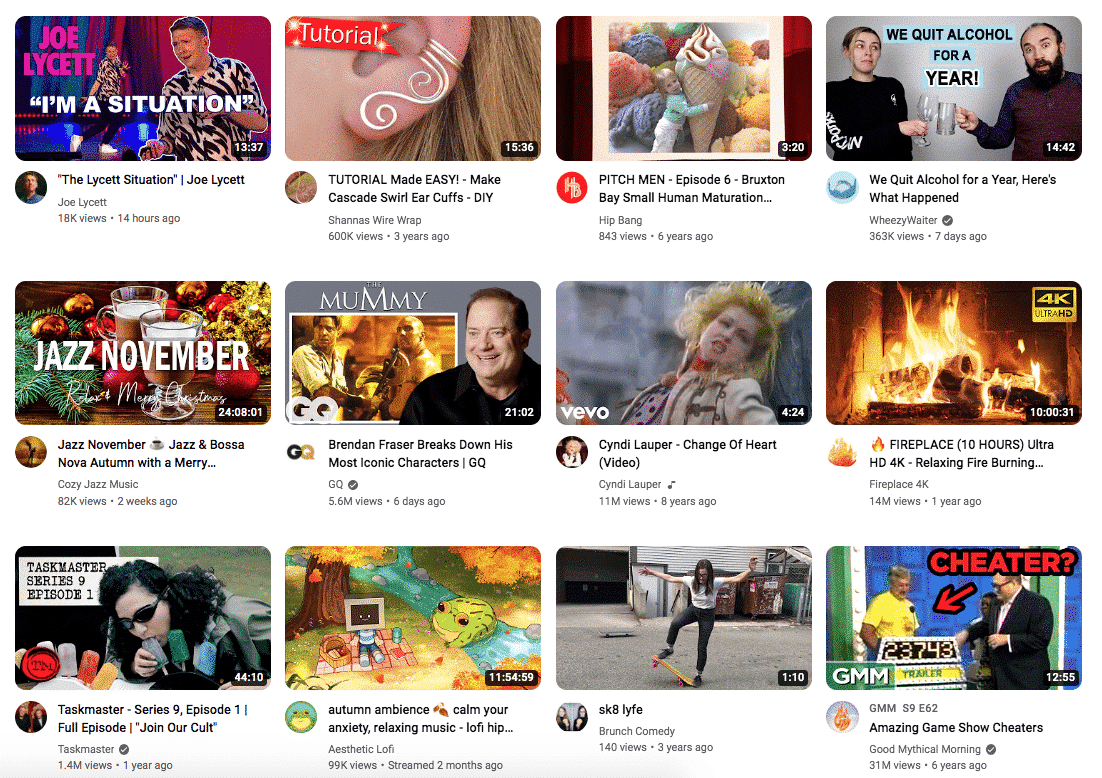 JOE
LYCETT
"I'M A SITUATION"
13:37
"The Lycett Situation" | Joe Lycett
Joe Lycett
18K views • 14 hours ago
Tutorial
15:36
TUTORIAL Made EASY! - Make
Cascade Swirl Ear Cuffs - DIY
Shannas Wire Wrap
600K views • 3 years ago
3:20
HB
PITCH MEN - Episode 6 - Bruxton
Bay Small Human Maturation...
Hip Bang
843 views • 6 years ago
WE QUIT ALCOHOL
FOR A
YEAR!
14:42
We Quit Alcohol for a Year, Here's
What Happened
WheezyWaiter
363K views • 7 days ago
JAZZ NOVEMBER
Relax & Merry Christmas
24:08:01
Jazz November ☕ Jazz & Bossa
Nova Autumn with a Merry...
Cozy Jazz Music
82K views • 2 weeks ago
THE
MUMMY
GQ
21:02
GQ
Brendan Fraser Breaks Down His
Most Iconic Characters | GQ
GQ
5.6M views • 6 days ago
vevo
4:24
Cyndi Lauper - Change Of Heart
(Video)
Cyndi Lauper
11M views • 8 years ago
4K
ULTRA HD
10:00:31
🔥 FIREPLACE (10 HOURS) Ultra
HD 4K - Relaxing Fire Burning...
Fireplace 4K
14M views • 1 year ago
TASKMASTER
SERIES 9
EPISODE 1
TM
44:10
Taskmaster - Series 9, Episode 1 |
Full Episode | "Join Our Cult"
Taskmaster
1.4M views • 1 year ago
11:54:59
autumn ambience 🍂 calm your
anxiety, relaxing music - lofi hip...
Aesthetic Lofi
99K views • Streamed 2 months ago
1:10
sk8 lyfe
Brunch Comedy
140 views • 3 years ago
CHEATER?
23743
TRAILER
GMM
12:55
GMM S9 E62
Amazing Game Show Cheaters
Good Mythical Morning
31M views • 6 years ago